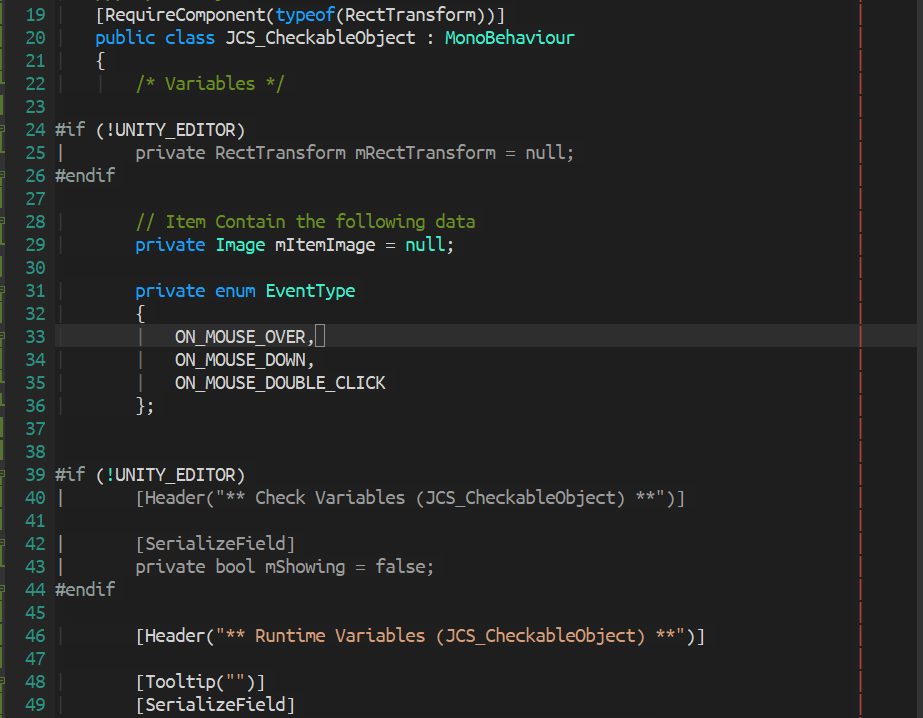 19 [RequireComponent(typeof(RectTransform))]
20 public class JCS_CheckableObject : MonoBehaviour
21 {
22 /* Variables */
23
24 #if (!UNITY_EDITOR)
25 private RectTransform mRectTransform = null;
26 #endif
27
28 // Item Contain the following data
29 private Image mItemImage = null;
30
31 private enum EventType
32 {
33 ON_MOUSE_OVER,
34 ON_MOUSE_DOWN,
35 ON_MOUSE_DOUBLE_CLICK
36 };
37
38
39 #if (!UNITY_EDITOR)
40 [Header("** Check Variables (JCS_CheckableObject) **")]
41
42 [SerializeField]
43 private bool mShowing = false;
44 #endif
45
46 [Header("** Runtime Variables (JCS_CheckableObject) **")]
47
48 [Tooltip("")]
49 [SerializeField]